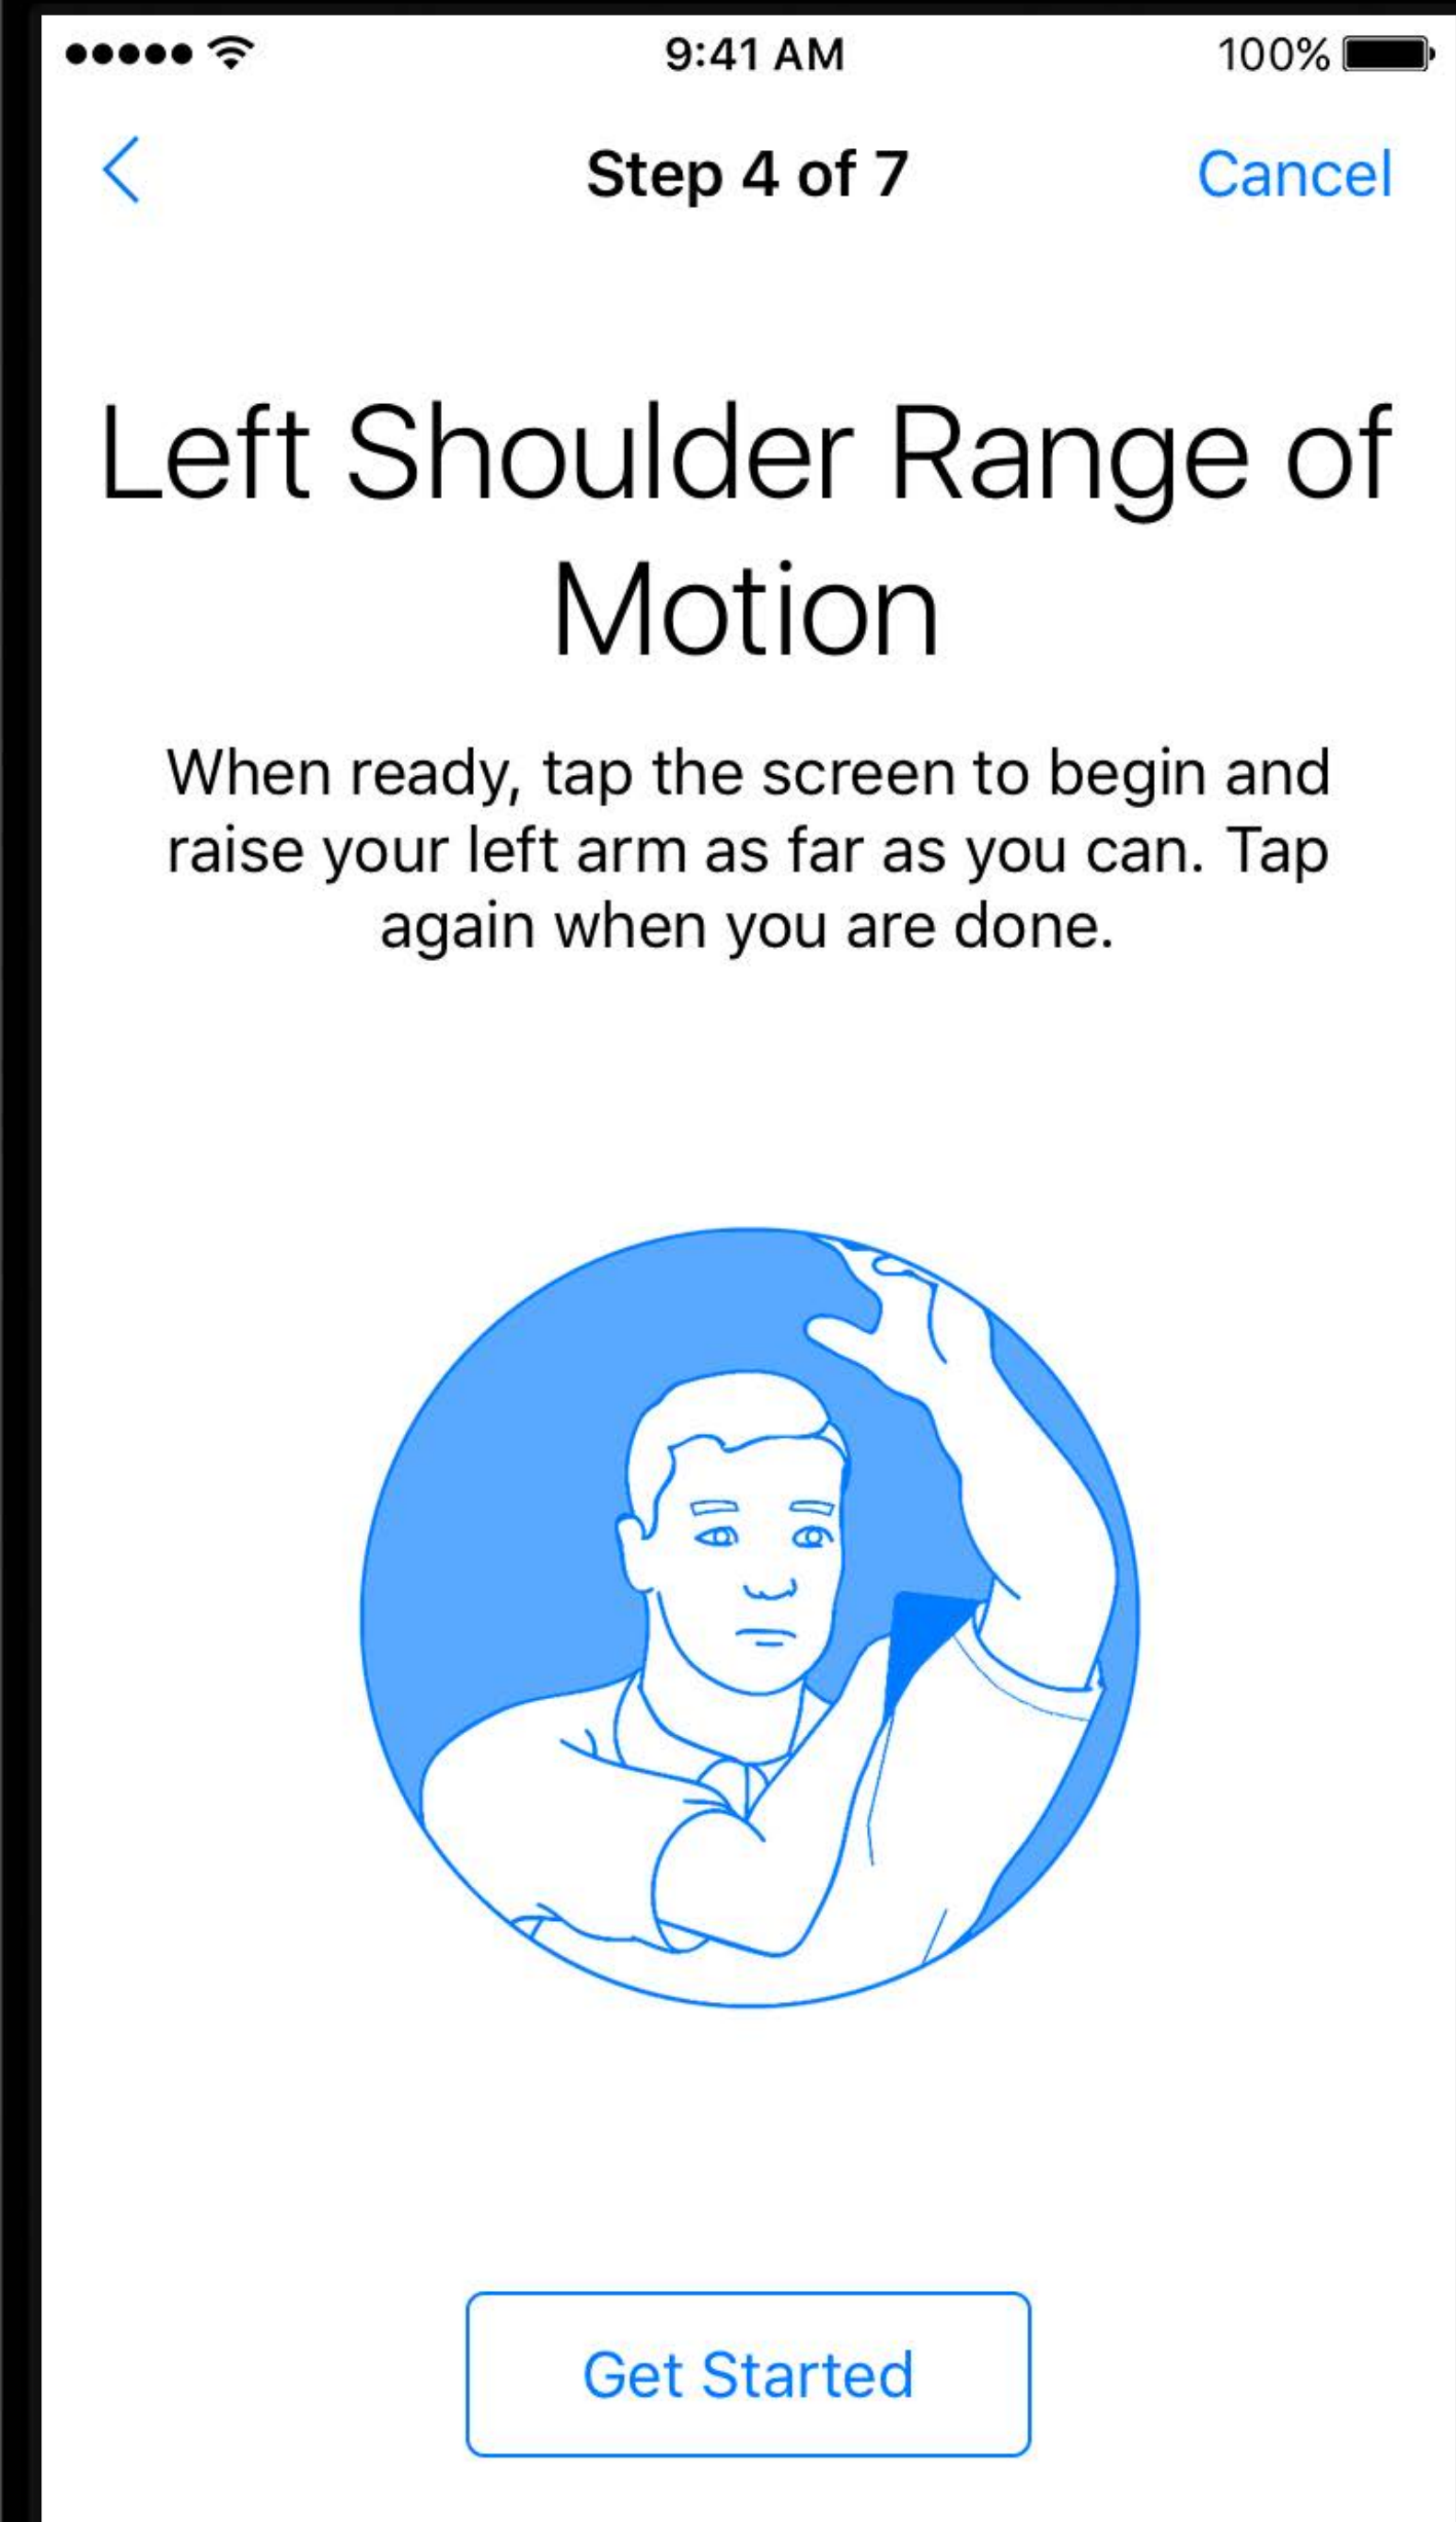 9:41 AM
100%
Step 4 of 7
Cancel
Left Shoulder Range of
Motion
When ready, tap the screen to begin and
raise your left arm as far as you can. Tap
again when you are done.
Get Started